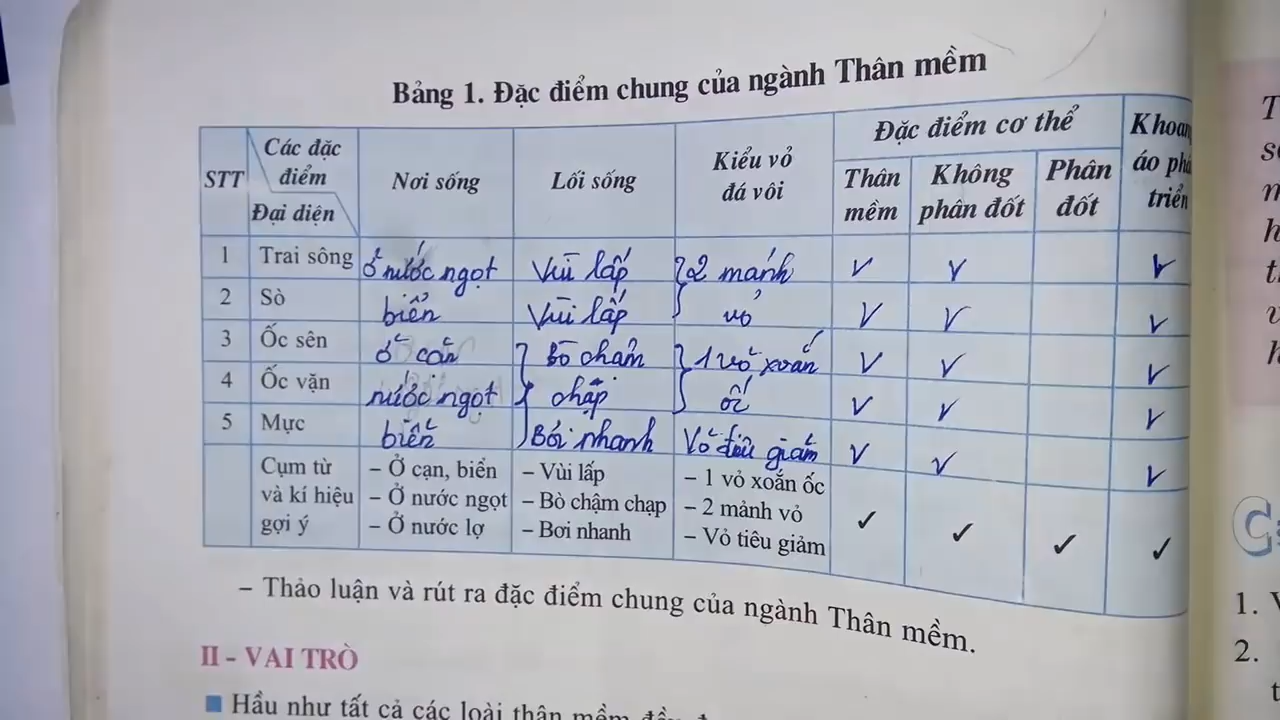 Bảng 1. Đặc điểm chung của ngành Thân mềm
STT
Các đặc điểm
Đại diện
Nơi sống
Lối sống
Kiểu vỏ đá vôi
Đặc điểm cơ thể
Thân mềm
Không phân đốt
Phân đốt
áo
triển
1 Trai sông ở nước ngọt Vùi lấp } 2 mảnh V V V
2 Sò biển Vùi lấp vỏ V V V
3 Ốc sên ở cạn } Bò chậm } 1 vỏ xoắn V V V
4 Ốc vặn nước ngọt chạp ốc V V V
5 Mực biển Bơi nhanh Vỏ tiêu giảm V V V
Cụm từ – Ở cạn, biển – Vùi lấp – 1 vỏ xoắn ốc
và kí hiệu – Ở nước ngọt – Bò chậm chạp – 2 mảnh vỏ ✓ ✓ ✓ ✓
gợi ý – Ở nước lợ – Bơi nhanh – Vỏ tiêu giảm
– Thảo luận và rút ra đặc điểm chung của ngành Thân mềm.
II - VAI TRÒ
■ Hầu như tất cả các loài thân mềm đều
1.
2.